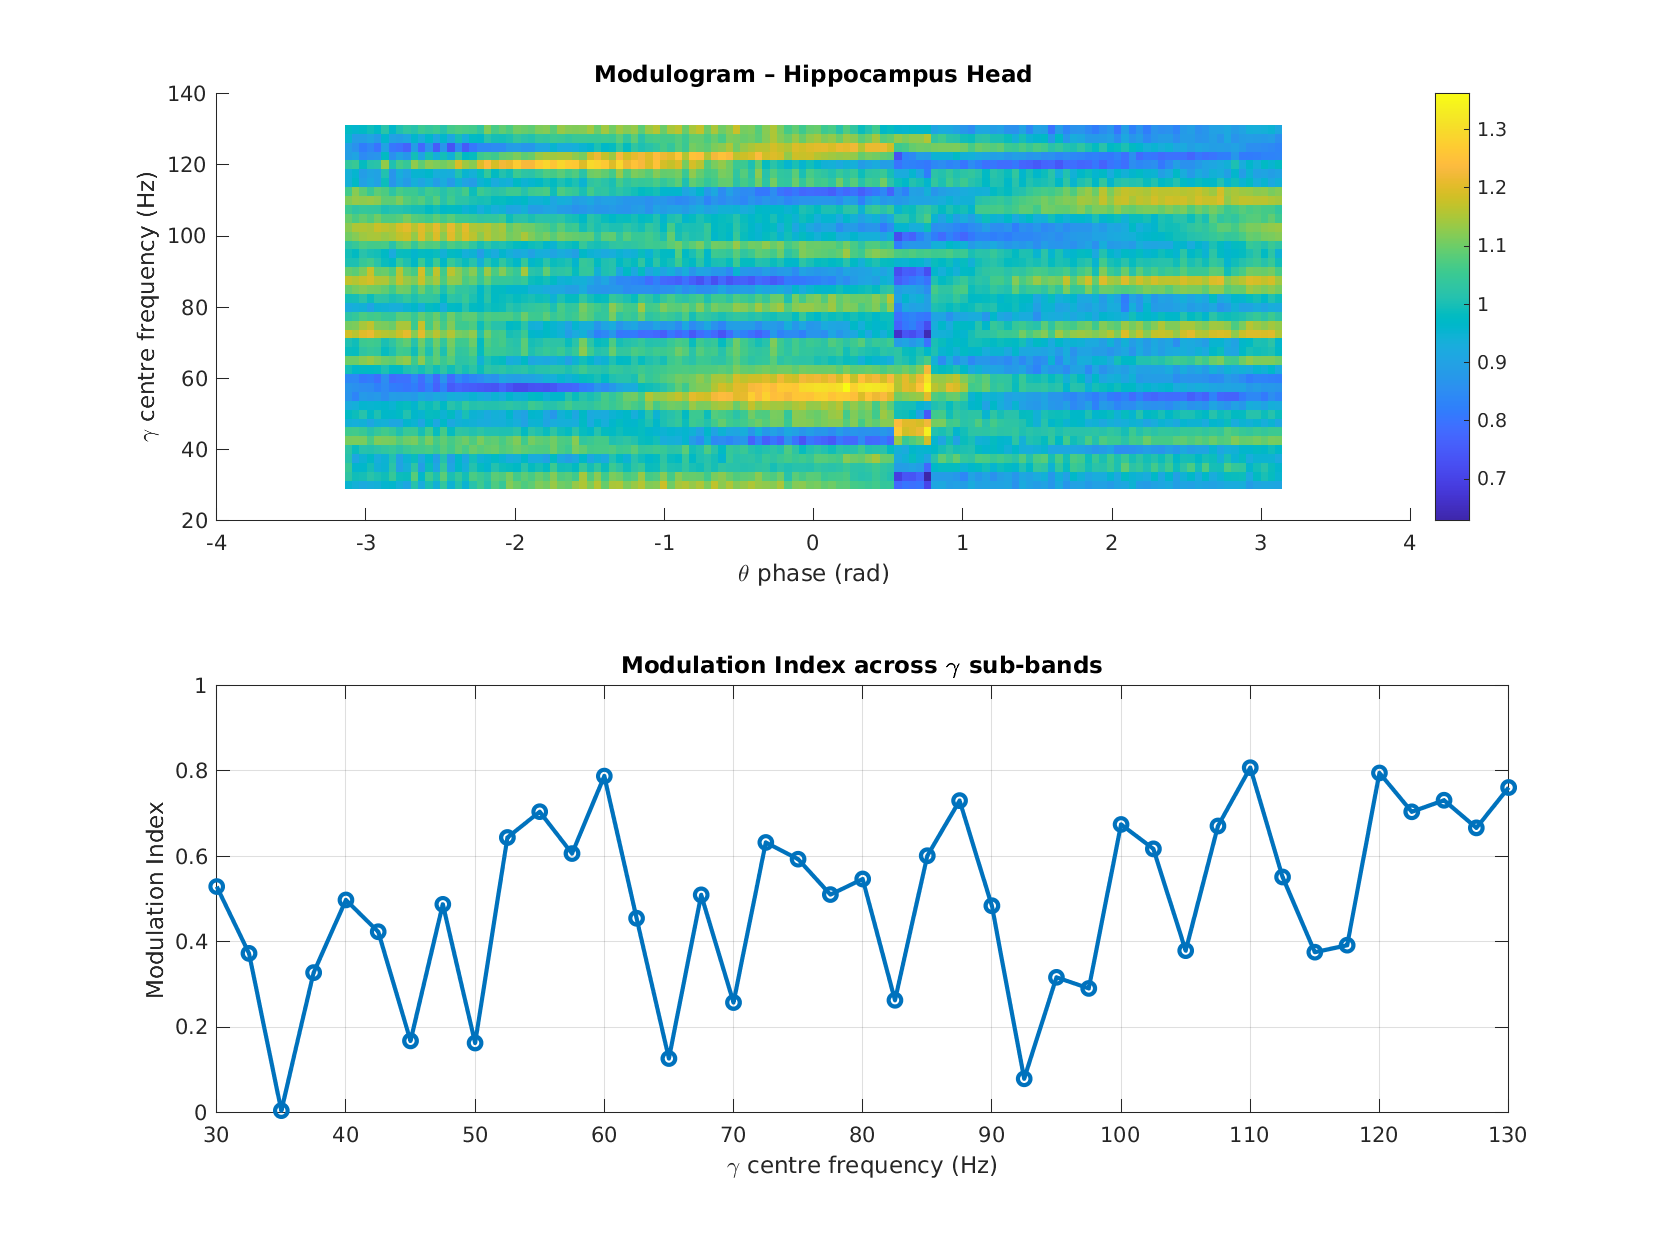 Modulogram – Hippocampus Head
140
120
100
80
60
40
20
γ centre frequency (Hz)
-4 -3 -2 -1 0 1 2 3 4
θ phase (rad)
1.3
1.2
1.1
1
0.9
0.8
0.7
Modulation Index across γ sub-bands
1
0.8
0.6
0.4
0.2
0
Modulation Index
30 40 50 60 70 80 90 100 110 120 130
γ centre frequency (Hz)